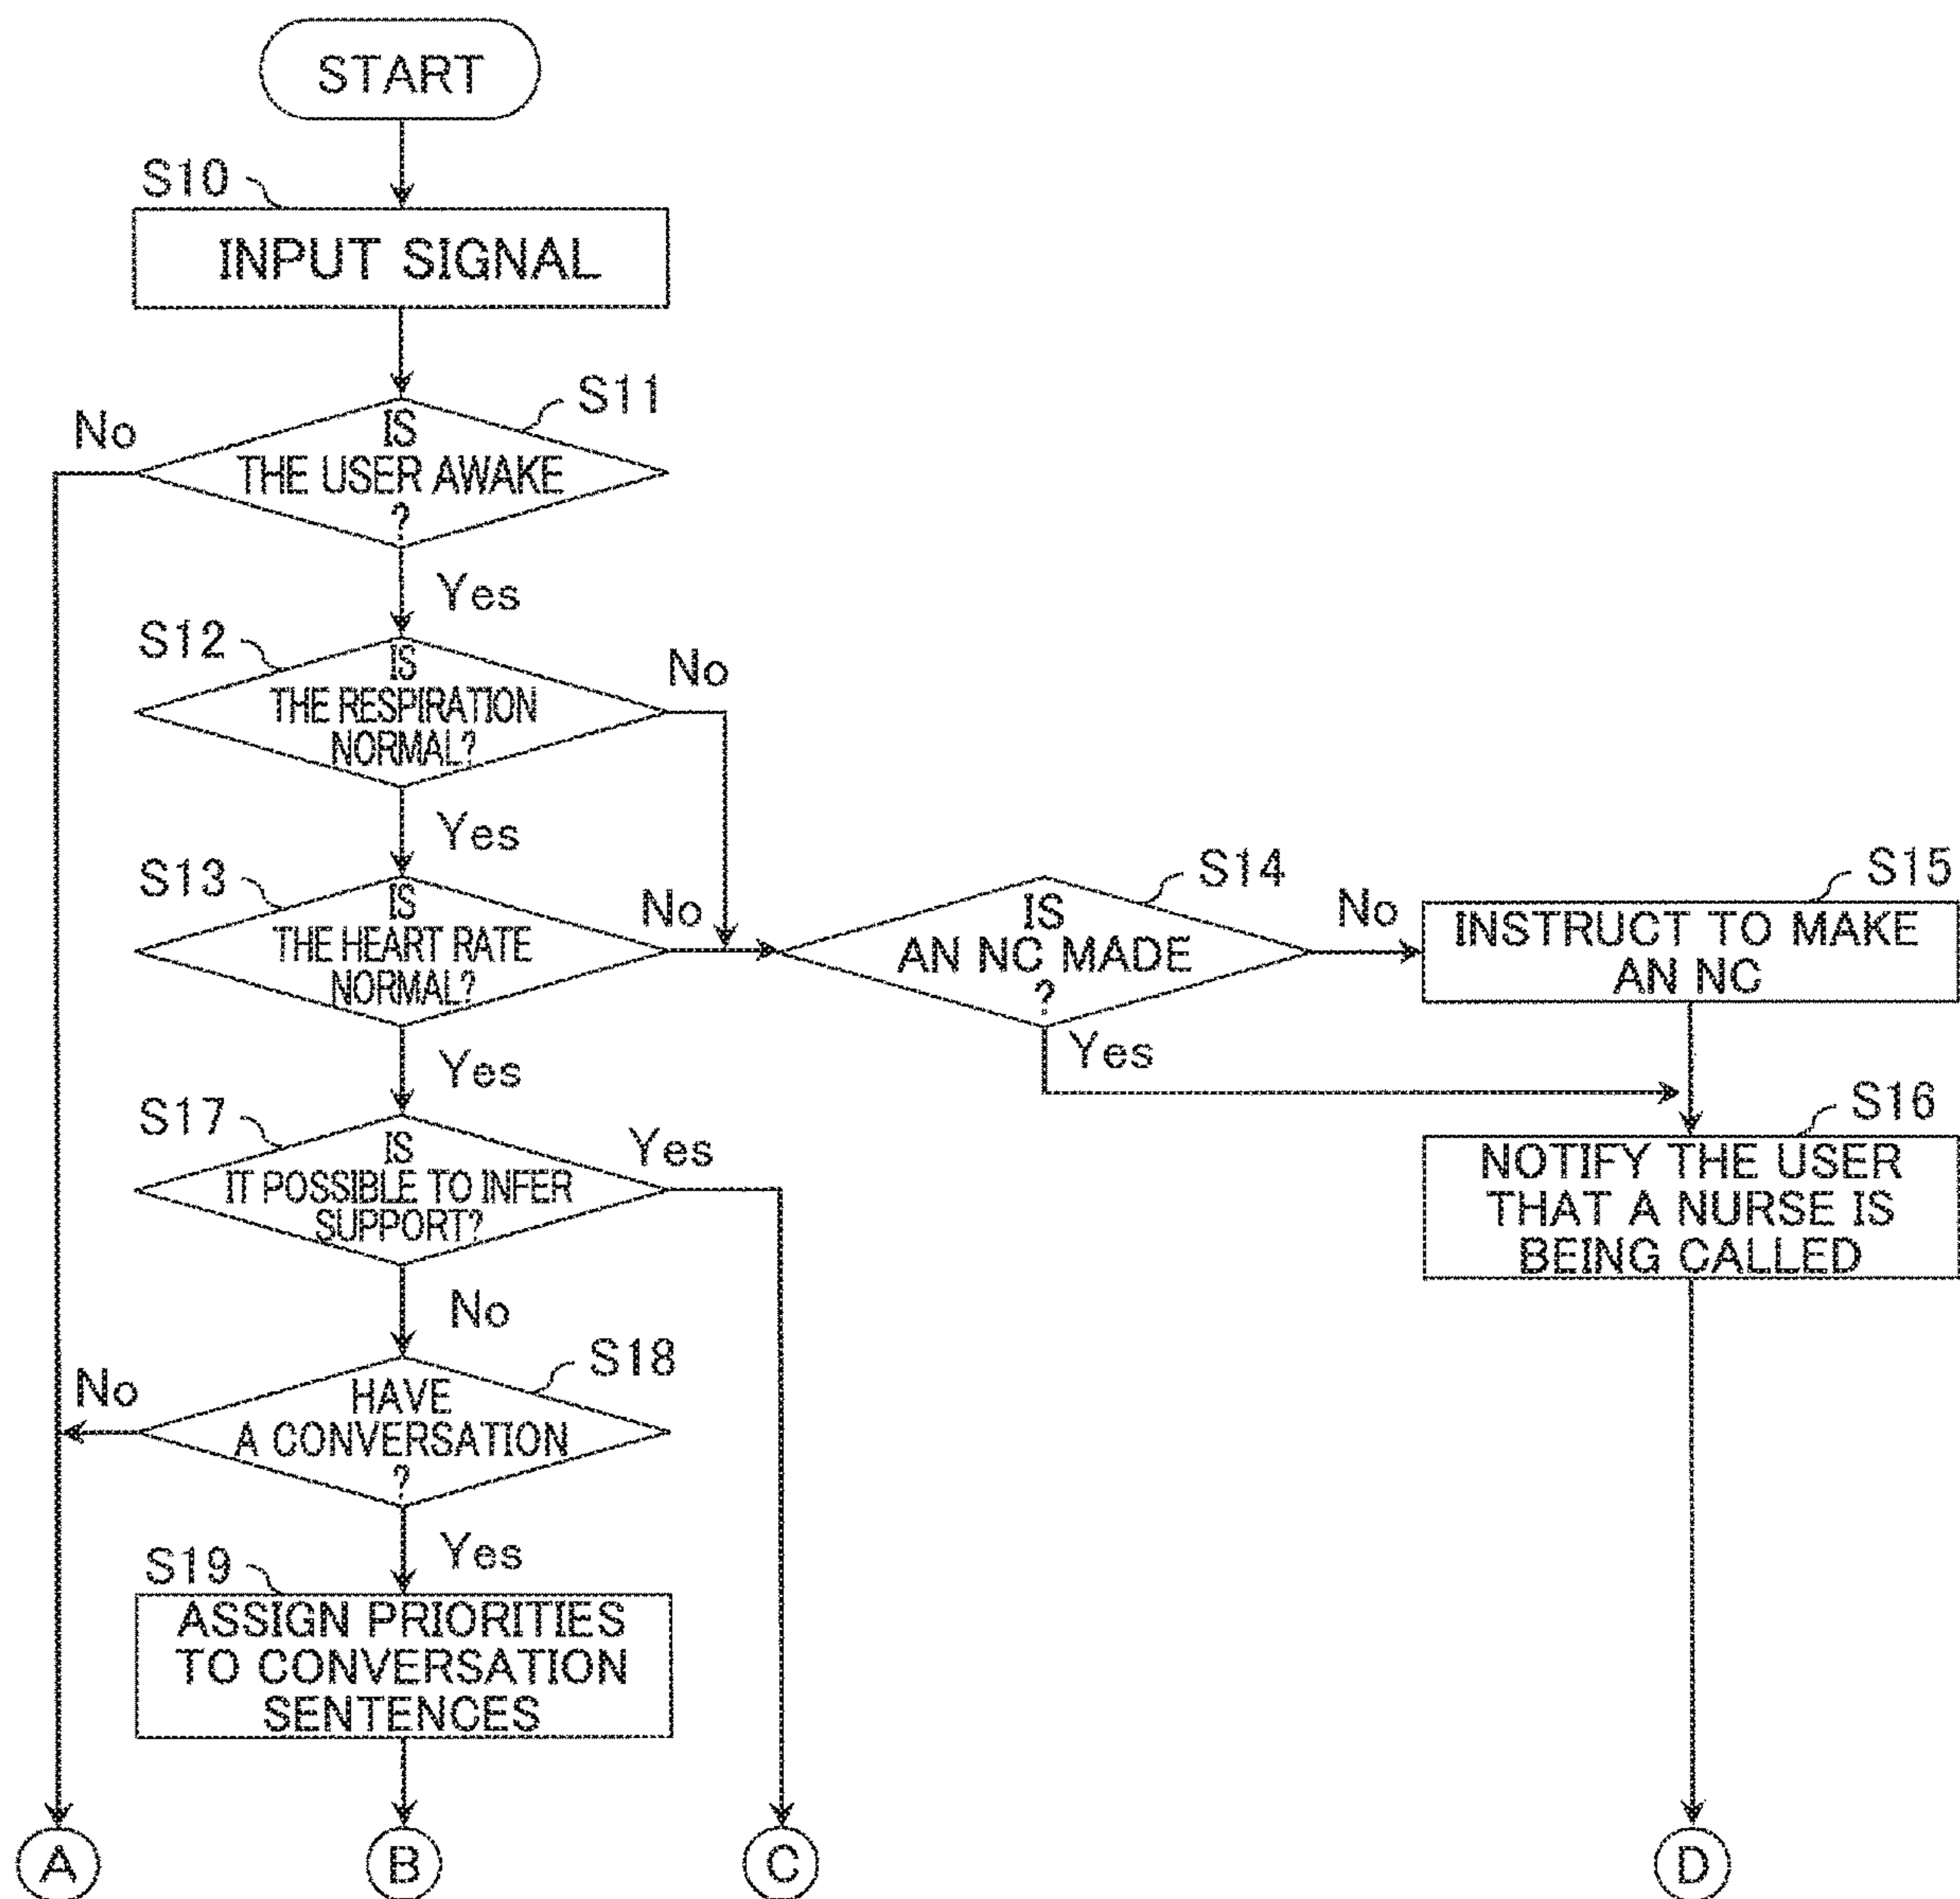 START
S10
INPUT SIGNAL
S11
No
IS
THE USER AWAKE
?
Yes
S12
IS
THE RESPIRATION
NORMAL?
No
Yes
S13
IS
THE HEART RATE
NORMAL?
No
S14
IS
AN NC MADE
?
No
S15
INSTRUCT TO MAKE
AN NC
Yes
Yes
S16
NOTIFY THE USER
THAT A NURSE IS
BEING CALLED
S17
IS
IT POSSIBLE TO INFER
SUPPORT?
Yes
No
S18
No
HAVE
A CONVERSATION
?
Yes
S19
ASSIGN PRIORITIES
TO CONVERSATION
SENTENCES
A
B
C
D